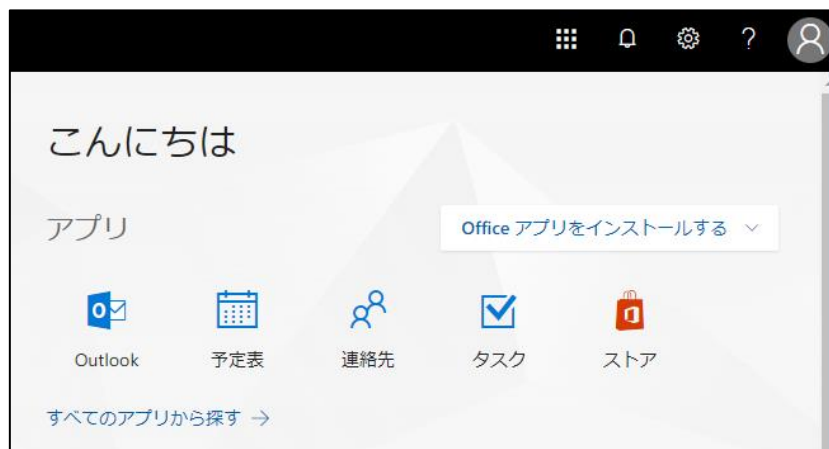 ?
こんにちは
アプリ
Office アプリをインストールする
Outlook 予定表 連絡先 タスク ストア
すべてのアプリから探す →